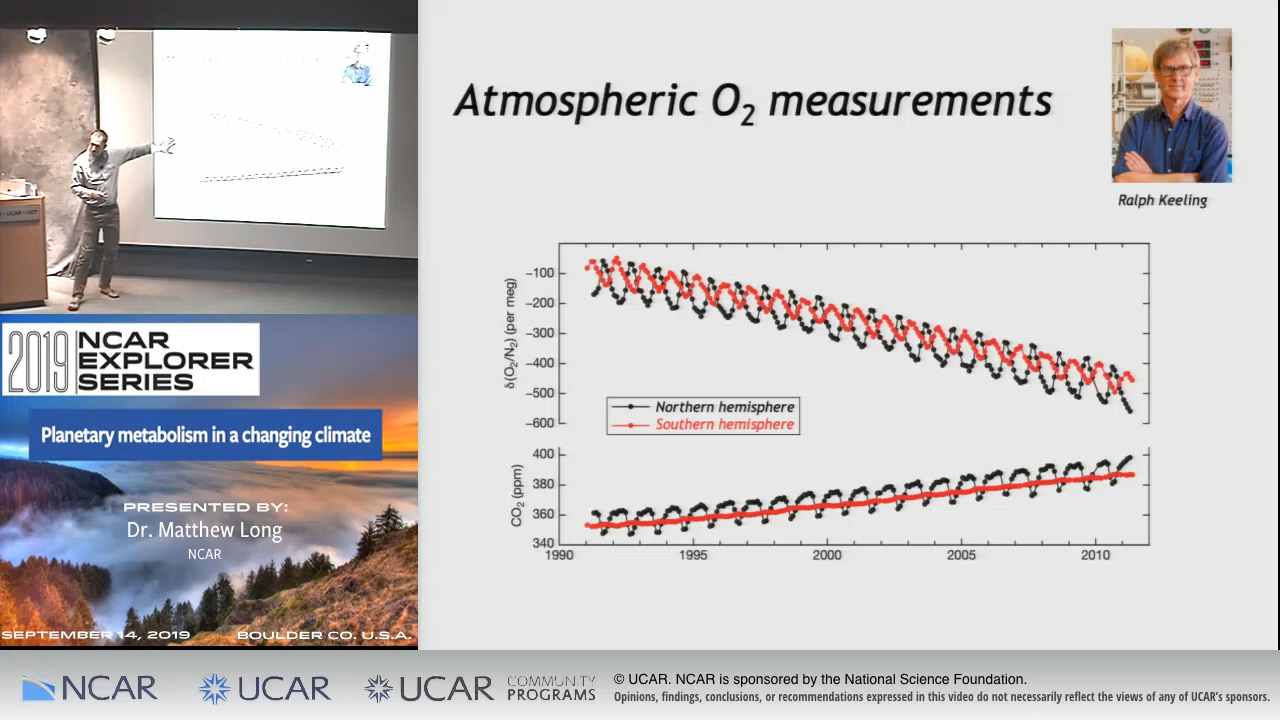 Atmospheric O2 measurements
Ralph Keeling
δ(O2/N2) (per meg)
-100
-200
-300
-400
-500
-600
Northern hemisphere
Southern hemisphere
CO2 (ppm)
400
380
360
340
1990
1995
2000
2005
2010
2019
NCAR
EXPLORER
SERIES
Planetary metabolism in a changing climate
PRESENTED BY:
Dr. Matthew Long
NCAR
SEPTEMBER 14, 2019
BOULDER CO. U.S.A.
NCAR
UCAR
UCAR
COMMUNITY
PROGRAMS
© UCAR. NCAR is sponsored by the National Science Foundation.
Opinions, findings, conclusions, or recommendations expressed in this video do not necessarily reflect the views of any of UCAR's sponsors.